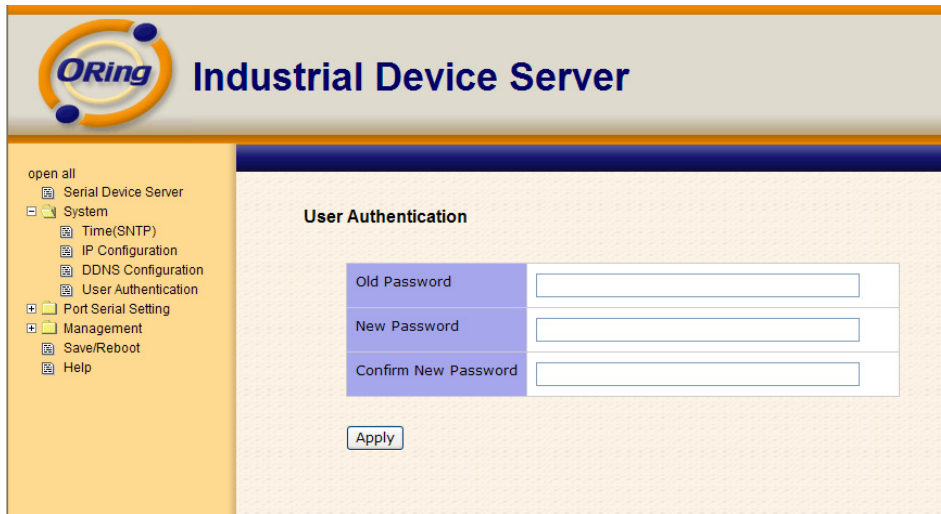 ORing
Industrial Device Server
open all
Serial Device Server
System
Time(SNTP)
IP Configuration
DDNS Configuration
User Authentication
Port Serial Setting
Management
Save/Reboot
Help
User Authentication
Old Password
New Password
Confirm New Password
Apply